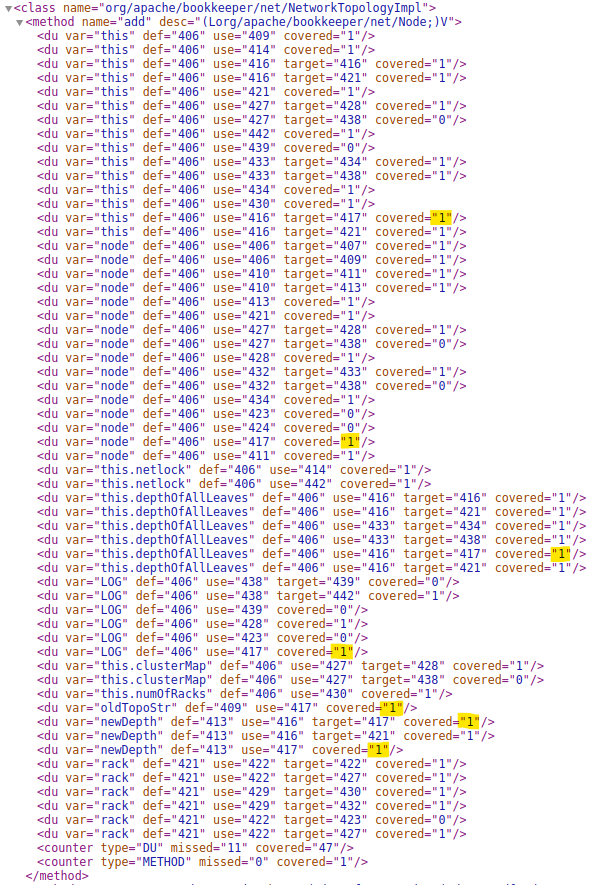 ▼<class name="org/apache/bookkeeper/net/NetworkTopologyImpl">
▼<method name="add" desc="(Lorg/apache/bookkeeper/net/Node;)V">
<du var="this" def="406" use="409" covered="1"/>
<du var="this" def="406" use="414" covered="1"/>
<du var="this" def="406" use="416" target="416" covered="1"/>
<du var="this" def="406" use="416" target="421" covered="1"/>
<du var="this" def="406" use="421" covered="1"/>
<du var="this" def="406" use="427" target="428" covered="1"/>
<du var="this" def="406" use="427" target="438" covered="0"/>
<du var="this" def="406" use="442" covered="1"/>
<du var="this" def="406" use="439" covered="0"/>
<du var="this" def="406" use="433" target="434" covered="1"/>
<du var="this" def="406" use="433" target="438" covered="1"/>
<du var="this" def="406" use="434" covered="1"/>
<du var="this" def="406" use="430" covered="1"/>
<du var="this" def="406" use="416" target="417" covered="1"/>
<du var="this" def="406" use="416" target="421" covered="1"/>
<du var="node" def="406" use="406" target="407" covered="1"/>
<du var="node" def="406" use="406" target="409" covered="1"/>
<du var="node" def="406" use="410" target="411" covered="1"/>
<du var="node" def="406" use="410" target="413" covered="1"/>
<du var="node" def="406" use="413" covered="1"/>
<du var="node" def="406" use="421" covered="1"/>
<du var="node" def="406" use="427" target="428" covered="1"/>
<du var="node" def="406" use="427" target="438" covered="0"/>
<du var="node" def="406" use="428" covered="1"/>
<du var="node" def="406" use="432" target="433" covered="1"/>
<du var="node" def="406" use="432" target="438" covered="0"/>
<du var="node" def="406" use="434" covered="1"/>
<du var="node" def="406" use="423" covered="0"/>
<du var="node" def="406" use="424" covered="0"/>
<du var="node" def="406" use="417" covered="1"/>
<du var="node" def="406" use="411" covered="1"/>
<du var="this.netlock" def="406" use="414" covered="1"/>
<du var="this.netlock" def="406" use="442" covered="1"/>
<du var="this.depthOfAllLeaves" def="406" use="416" target="416" covered="1"/>
<du var="this.depthOfAllLeaves" def="406" use="416" target="421" covered="1"/>
<du var="this.depthOfAllLeaves" def="406" use="433" target="434" covered="1"/>
<du var="this.depthOfAllLeaves" def="406" use="433" target="438" covered="1"/>
<du var="this.depthOfAllLeaves" def="406" use="416" target="417" covered="1"/>
<du var="this.depthOfAllLeaves" def="406" use="416" target="421" covered="1"/>
<du var="LOG" def="406" use="438" target="439" covered="0"/>
<du var="LOG" def="406" use="438" target="442" covered="1"/>
<du var="LOG" def="406" use="439" covered="0"/>
<du var="LOG" def="406" use="428" covered="1"/>
<du var="LOG" def="406" use="423" covered="0"/>
<du var="LOG" def="406" use="417" covered="1"/>
<du var="this.clusterMap" def="406" use="427" target="428" covered="1"/>
<du var="this.clusterMap" def="406" use="427" target="438" covered="0"/>
<du var="this.numOfRacks" def="406" use="430" covered="1"/>
<du var="oldTopoStr" def="409" use="417" covered="1"/>
<du var="newDepth" def="413" use="416" target="417" covered="1"/>
<du var="newDepth" def="413" use="416" target="421" covered="1"/>
<du var="newDepth" def="413" use="417" covered="1"/>
<du var="rack" def="421" use="422" target="422" covered="1"/>
<du var="rack" def="421" use="422" target="427" covered="1"/>
<du var="rack" def="421" use="429" target="430" covered="1"/>
<du var="rack" def="421" use="429" target="432" covered="1"/>
<du var="rack" def="421" use="422" target="423" covered="0"/>
<du var="rack" def="421" use="422" target="427" covered="1"/>
<counter type="DU" missed="11" covered="47"/>
<counter type="METHOD" missed="0" covered="1"/>
</method>